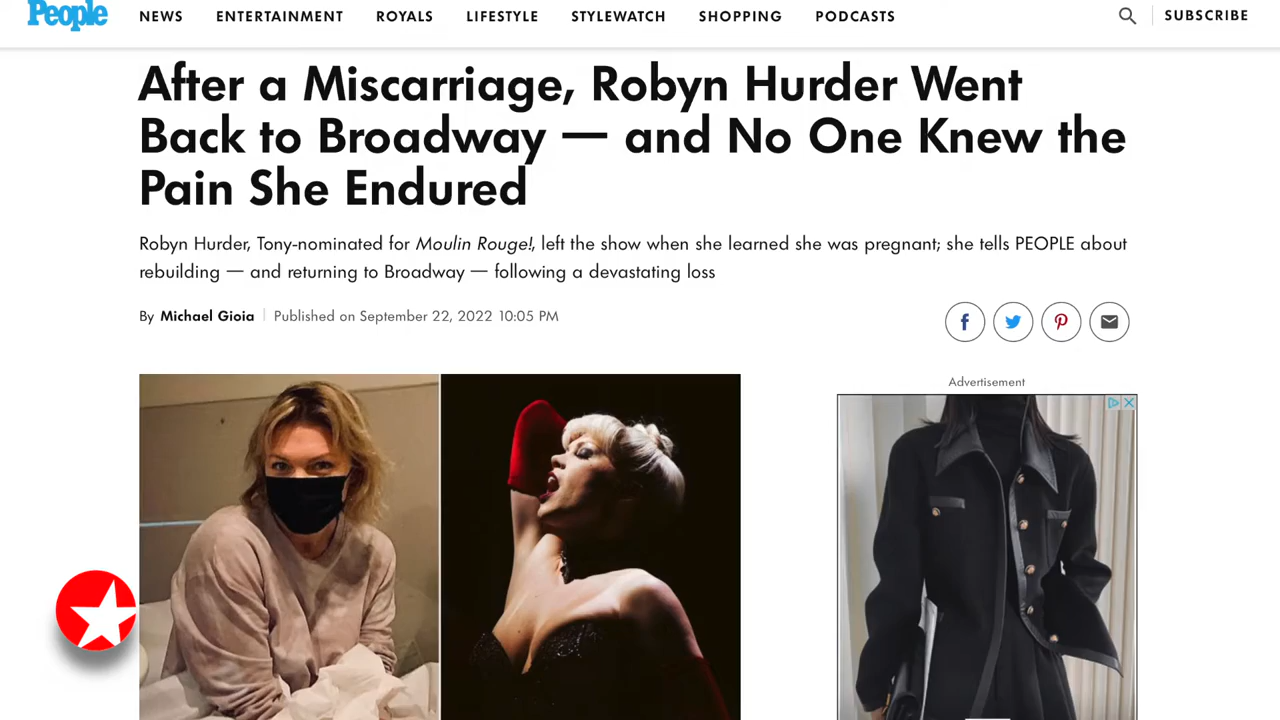 People NEWS ENTERTAINMENT ROYALS LIFESTYLE STYLEWATCH SHOPPING PODCASTS SUBSCRIBE
After a Miscarriage, Robyn Hurder Went
Back to Broadway — and No One Knew the
Pain She Endured
Robyn Hurder, Tony-nominated for Moulin Rouge!, left the show when she learned she was pregnant; she tells PEOPLE about
rebuilding — and returning to Broadway — following a devastating loss
By Michael Gioia Published on September 22, 2022 10:05 PM
Advertisement